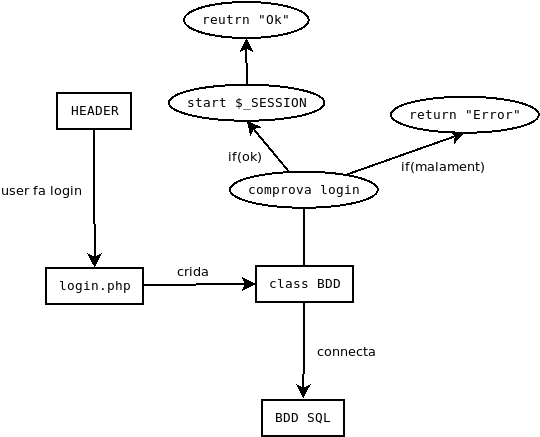 reutrn "Ok"
start $_SESSION
HEADER
return "Error"
if(ok)
if(malament)
user fa login
comprova login
crida
login.php
class BDD
connecta
BDD SQL